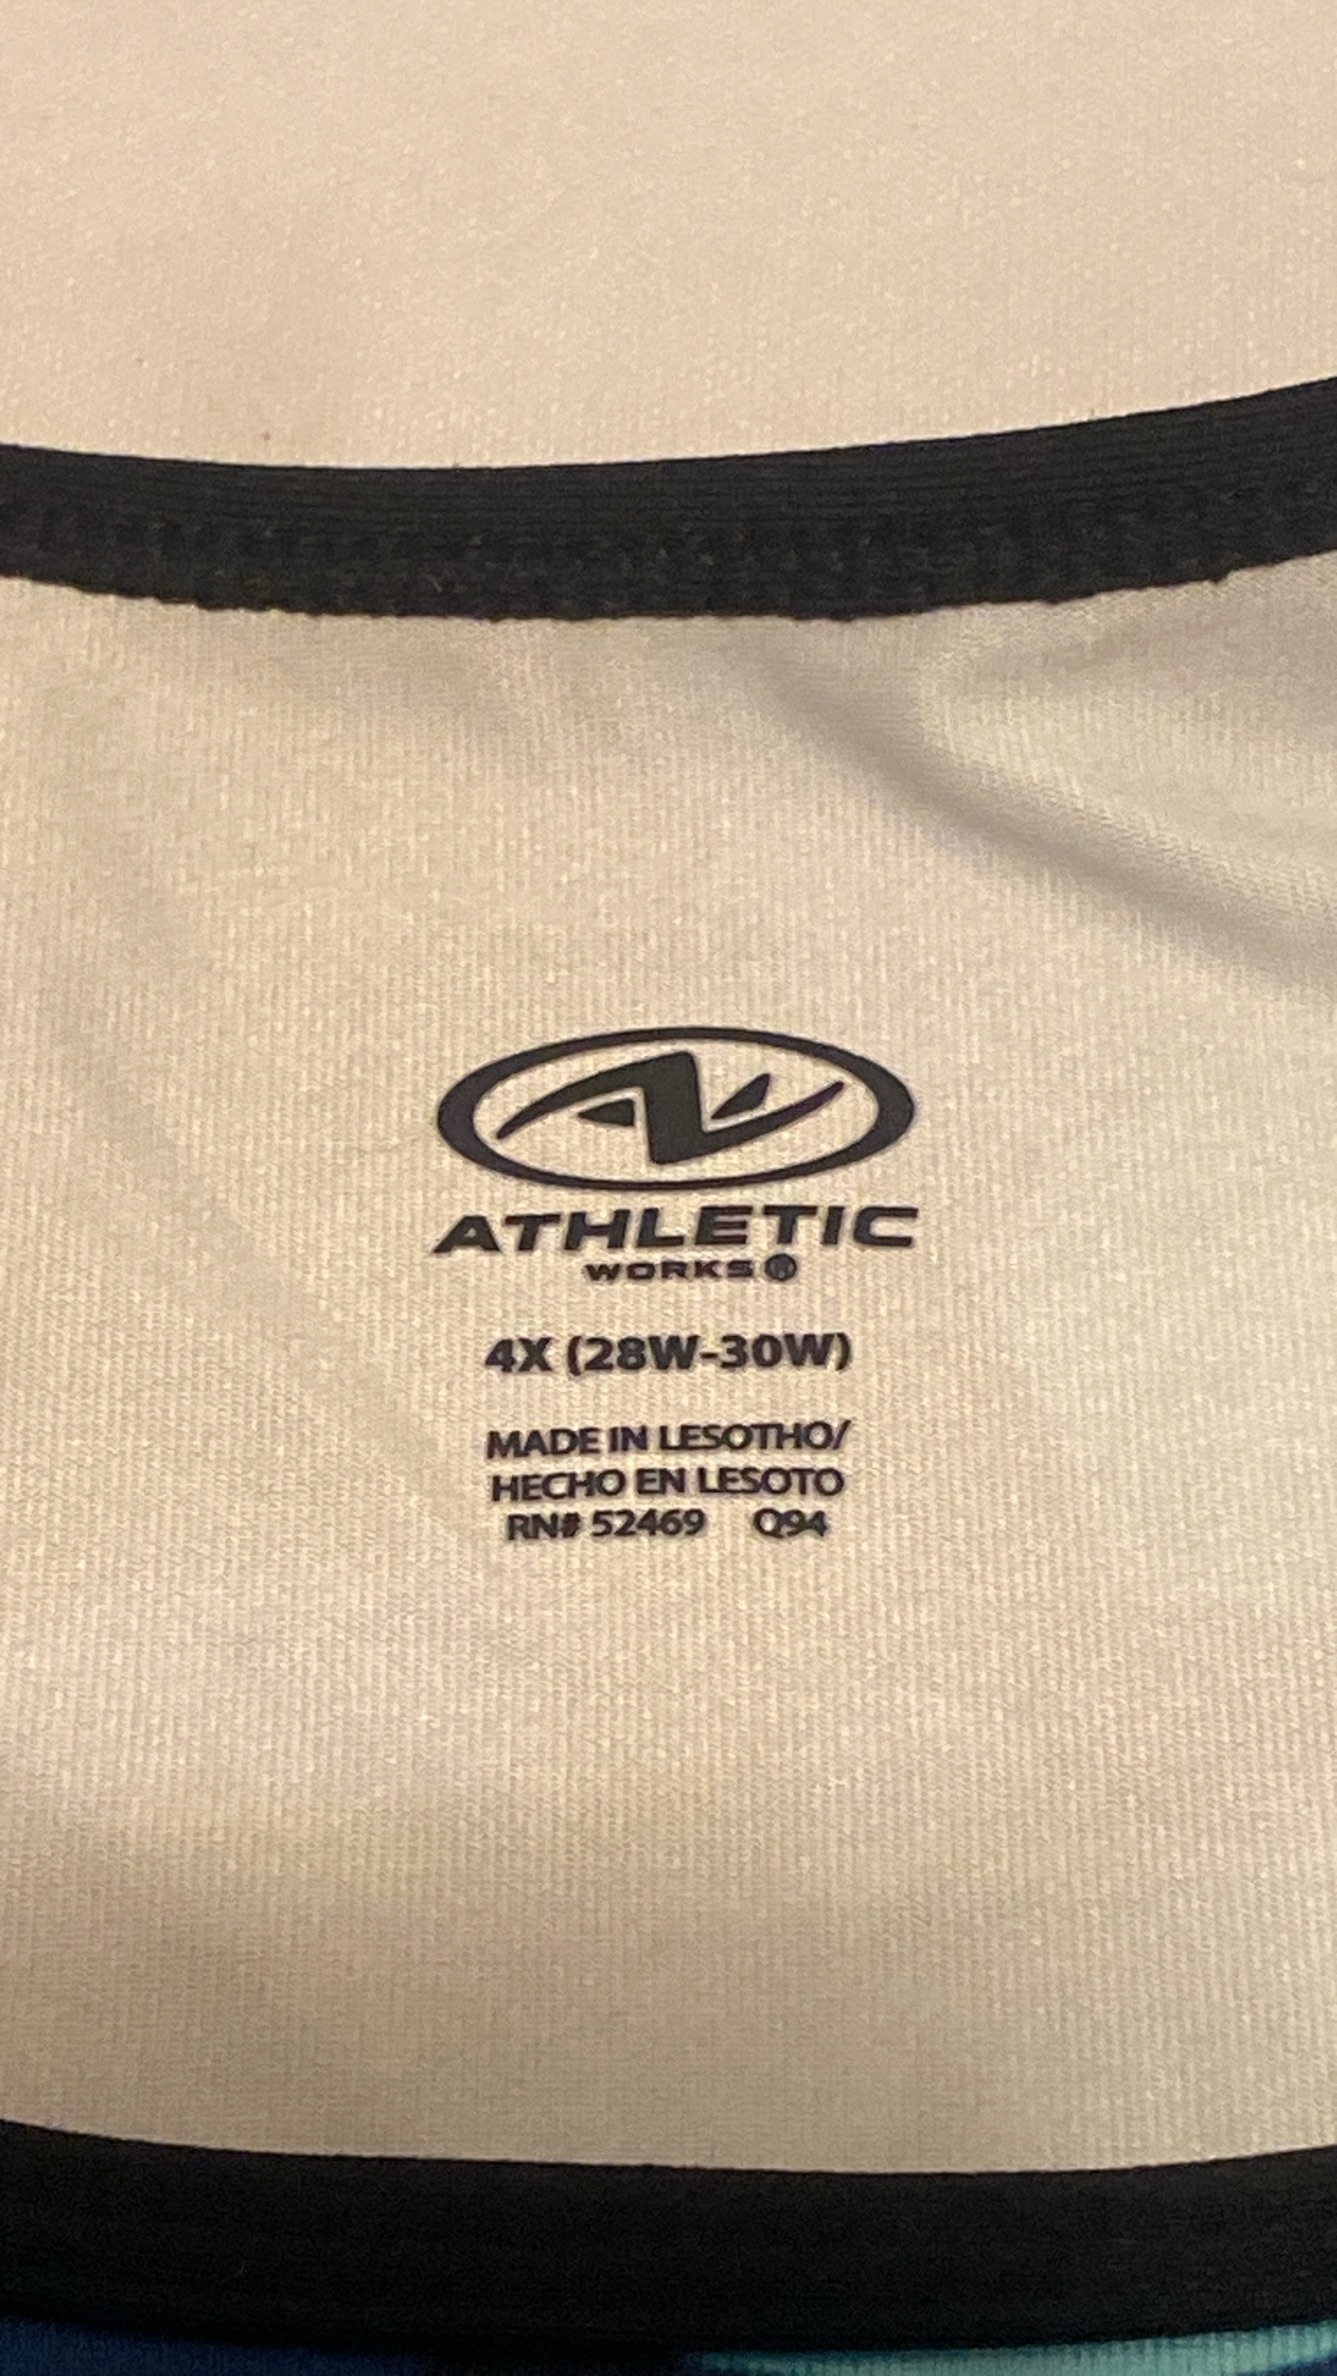 ATHLETIC
WORKS®
4X (28W-30W)
MADE IN LESOTHO/
HECHO EN LESOTO
RN# 52469 Q94